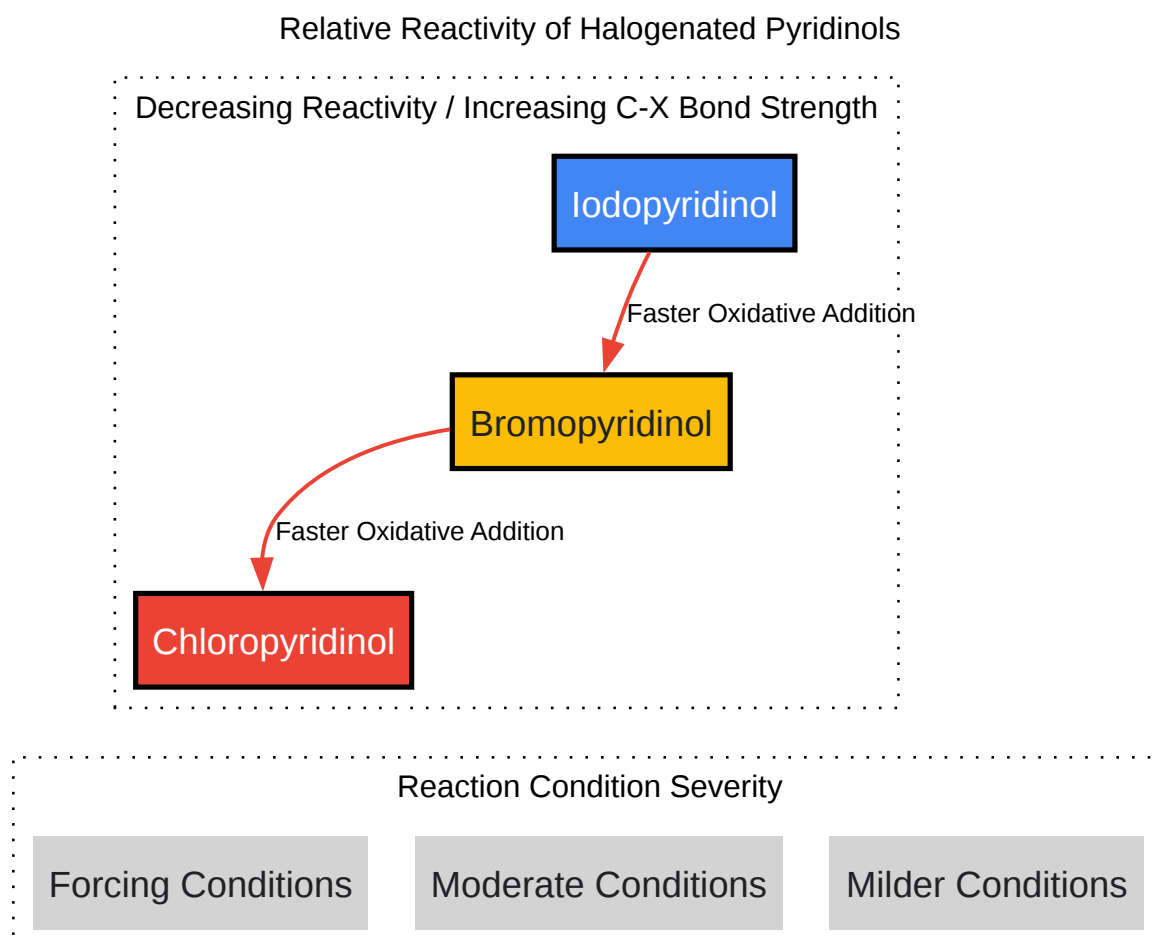 Relative Reactivity of Halogenated Pyridinols
Decreasing Reactivity / Increasing C-X Bond Strength
Iodopyridinol
Faster Oxidative Addition
Bromopyridinol
Faster Oxidative Addition
Chloropyridinol
Reaction Condition Severity
Forcing Conditions
Moderate Conditions
Milder Conditions